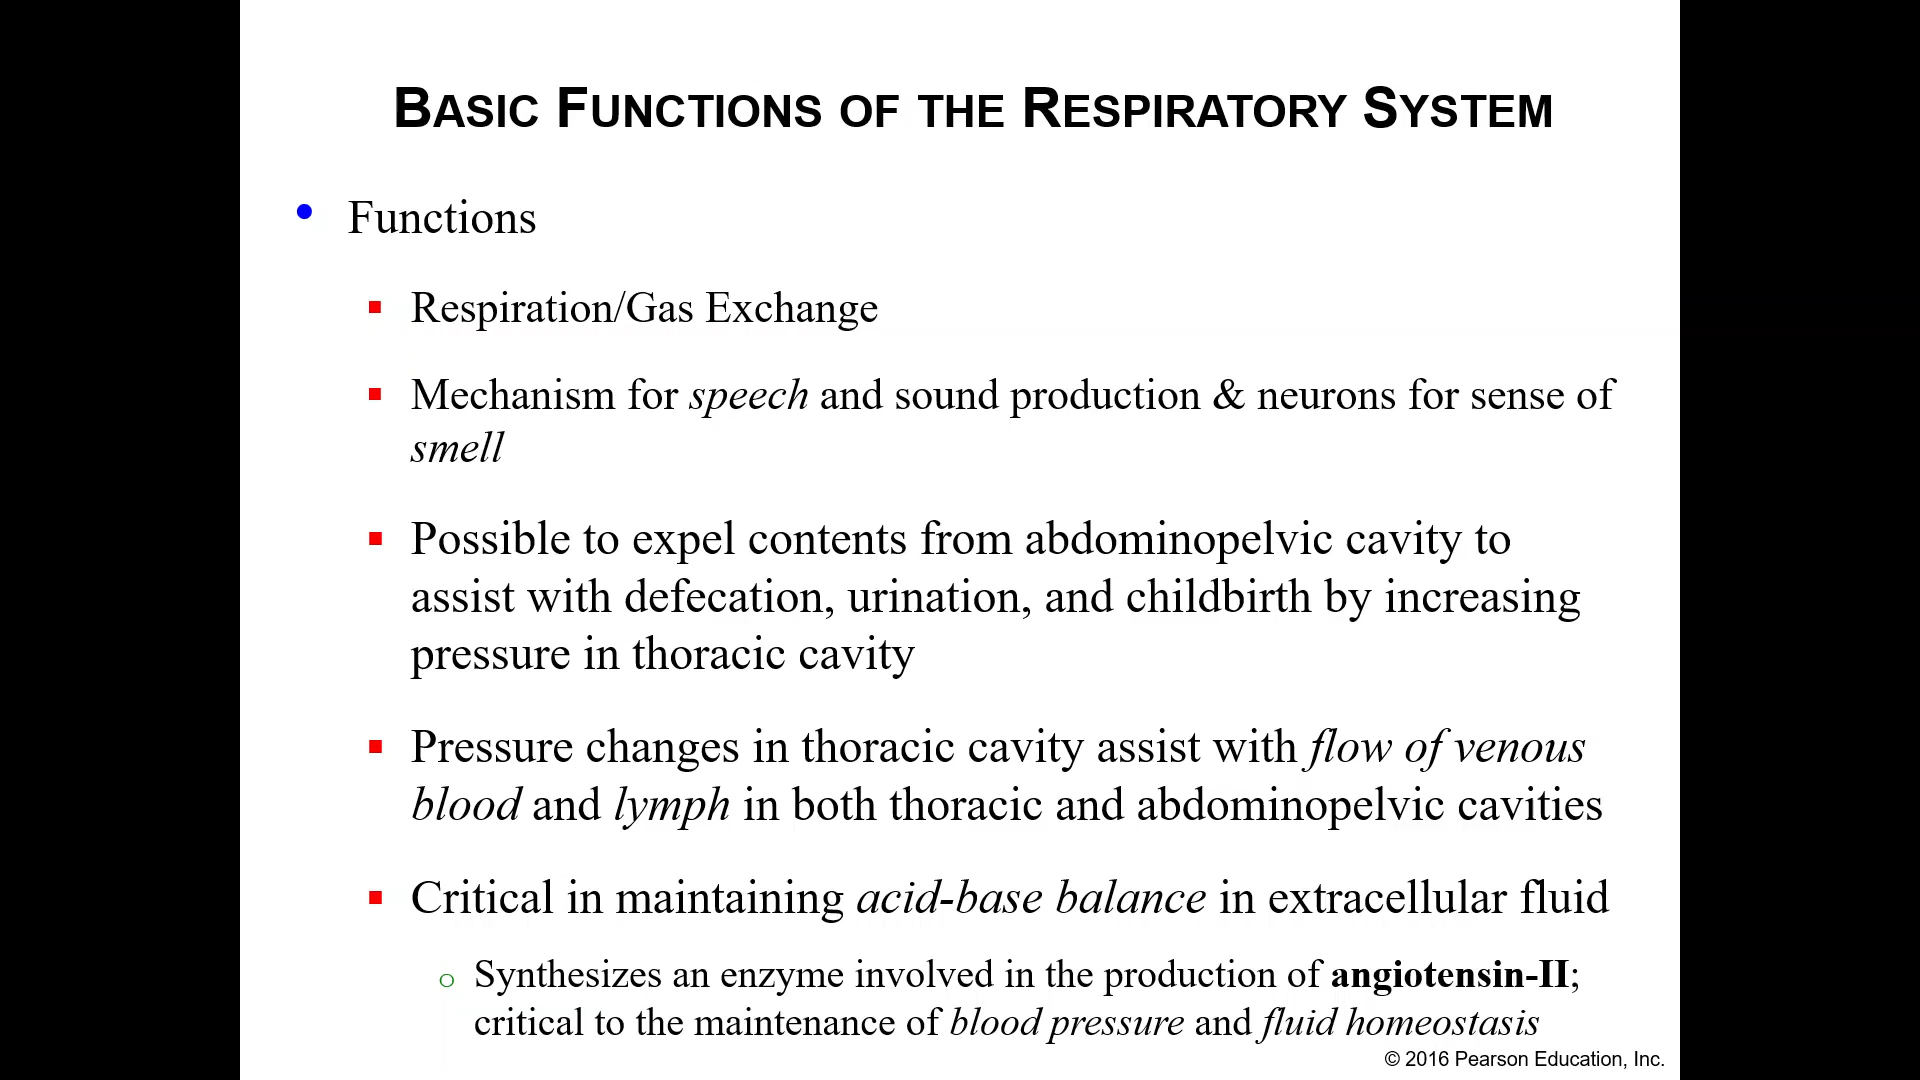 BASIC FUNCTIONS OF THE RESPIRATORY SYSTEM
• Functions
▪ Respiration/Gas Exchange
▪ Mechanism for speech and sound production & neurons for sense of
smell
▪ Possible to expel contents from abdominopelvic cavity to
assist with defecation, urination, and childbirth by increasing
pressure in thoracic cavity
▪ Pressure changes in thoracic cavity assist with flow of venous
blood and lymph in both thoracic and abdominopelvic cavities
▪ Critical in maintaining acid-base balance in extracellular fluid
o Synthesizes an enzyme involved in the production of angiotensin-II;
critical to the maintenance of blood pressure and fluid homeostasis
© 2016 Pearson Education, Inc.